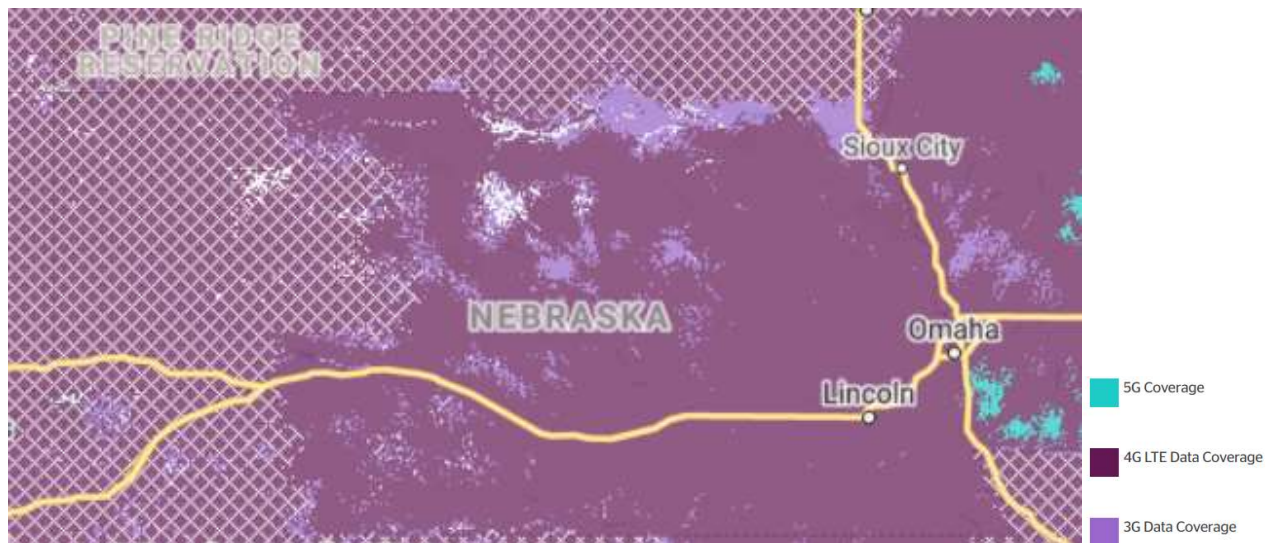 PINE RIDGE
RESERVATION
Sioux City
NEBRASKA
Omaha
Lincoln
5G Coverage
4G LTE Data Coverage
3G Data Coverage